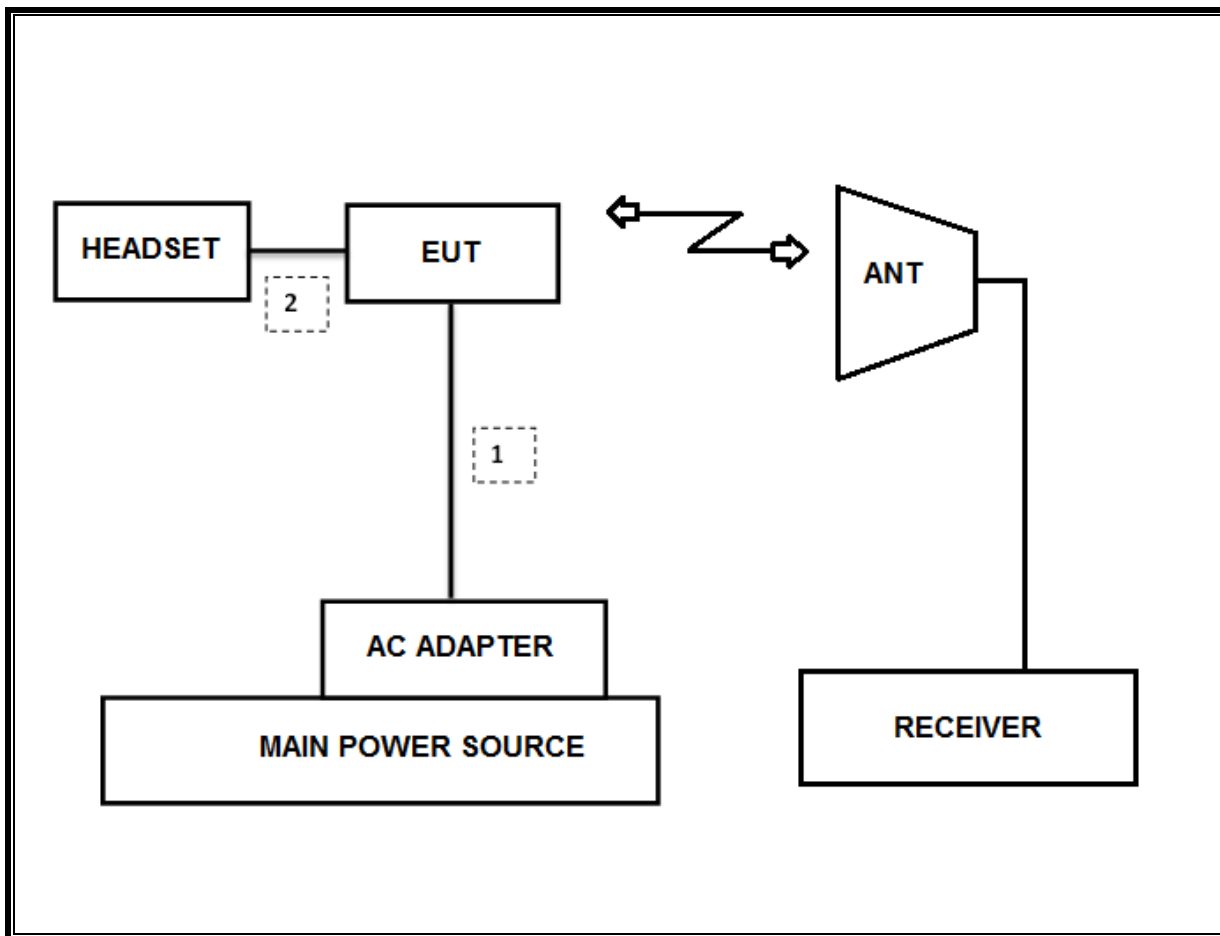 HEADSET
EUT
ANT
2
1
AC ADAPTER
MAIN POWER SOURCE
RECEIVER